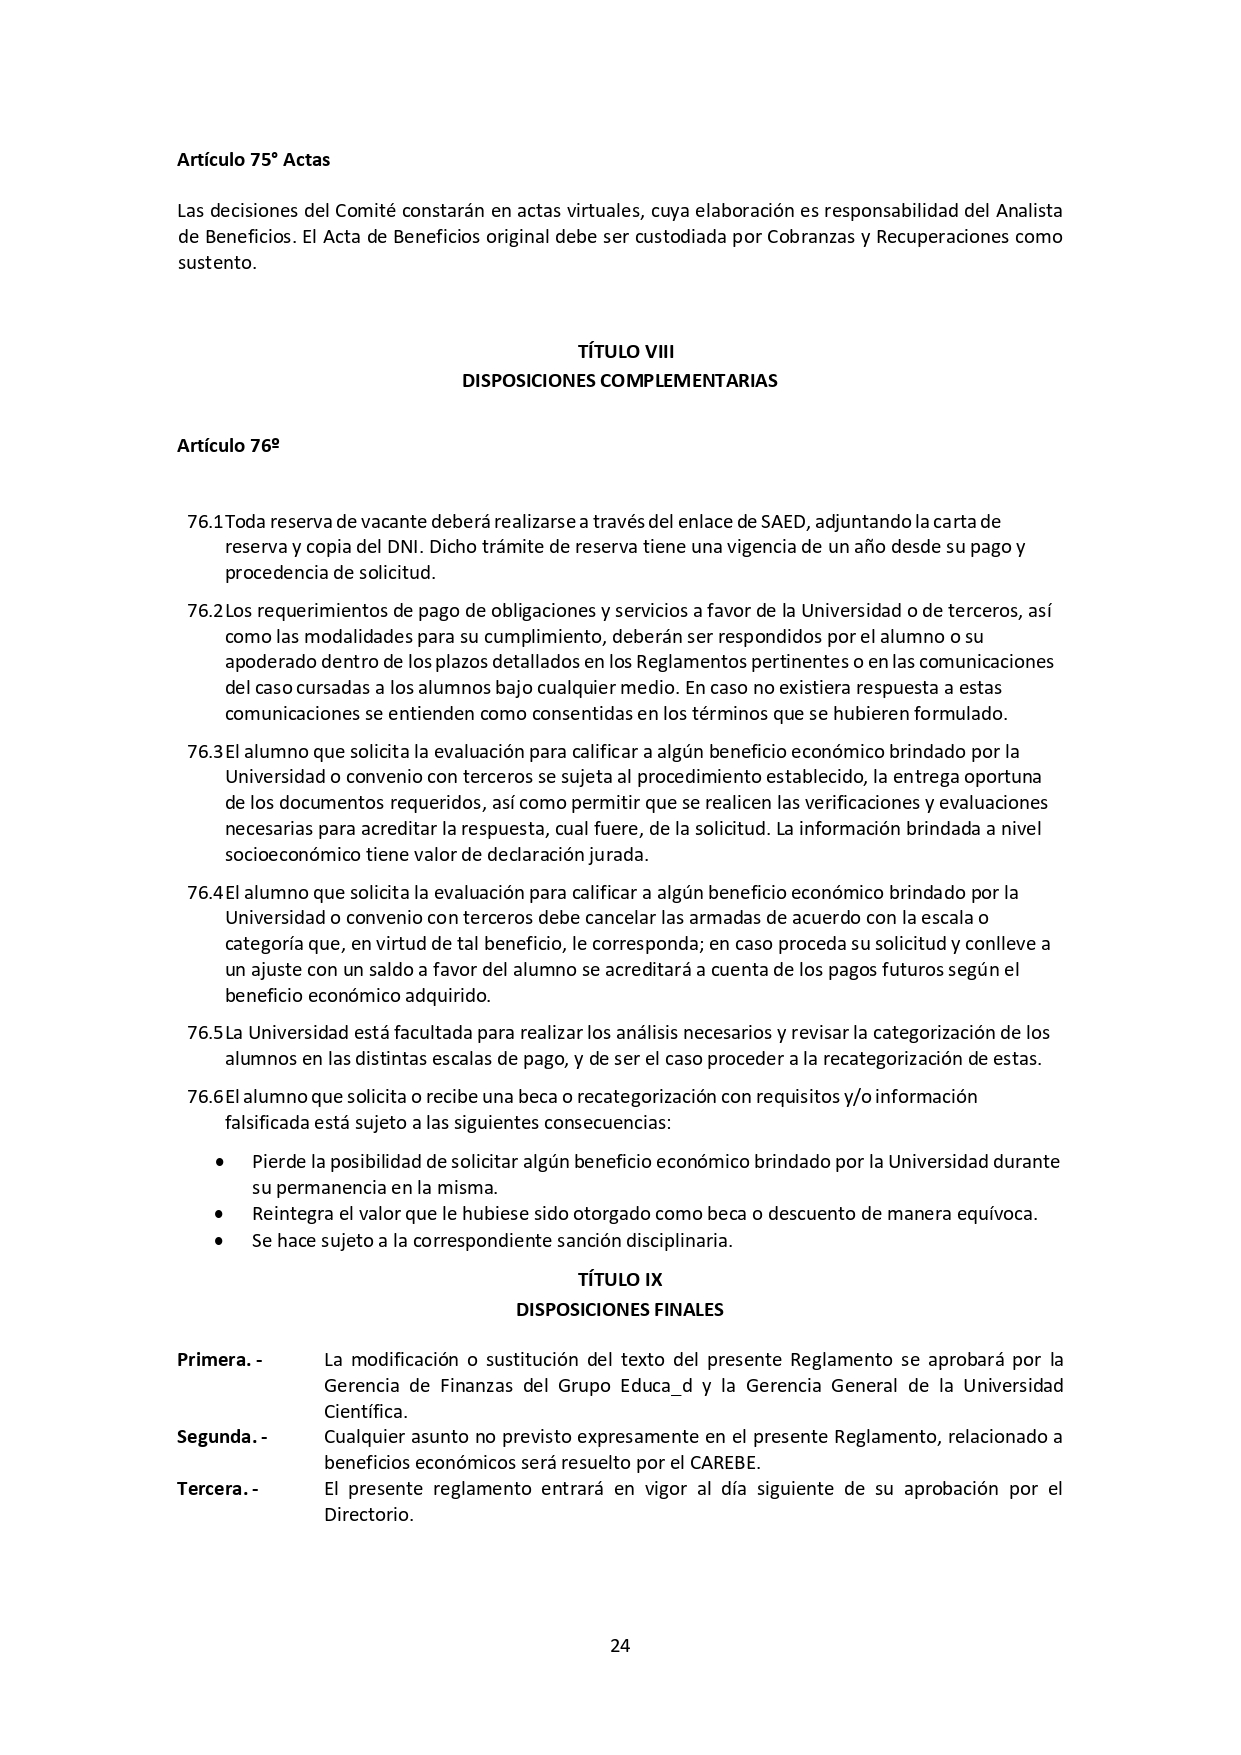 Artículo 75° Actas
Las decisiones del Comité constarán en actas virtuales, cuya elaboración es responsabilidad del Analista
de Beneficios. El Acta de Beneficios original debe ser custodiada por Cobranzas y Recuperaciones como
sustento.
TÍTULO VIII
DISPOSICIONES COMPLEMENTARIAS
Artículo 76º
76.1 Toda reserva de vacante deberá realizarse a través del enlace de SAED, adjuntando la carta de
reserva y copia del DNI. Dicho trámite de reserva tiene una vigencia de un año desde su pago y
procedencia de solicitud.
76.2 Los requerimientos de pago de obligaciones y servicios a favor de la Universidad o de terceros, así
como las modalidades para su cumplimiento, deberán ser respondidos por el alumno o su
apoderado dentro de los plazos detallados en los Reglamentos pertinentes o en las comunicaciones
del caso cursadas a los alumnos bajo cualquier medio. En caso no existiera respuesta a estas
comunicaciones se entienden como consentidas en los términos que se hubieren formulado.
76.3 El alumno que solicita la evaluación para calificar a algún beneficio económico brindado por la
Universidad o convenio con terceros se sujeta al procedimiento establecido, la entrega oportuna
de los documentos requeridos, así como permitir que se realicen las verificaciones y evaluaciones
necesarias para acreditar la respuesta, cual fuere, de la solicitud. La información brindada a nivel
socioeconómico tiene valor de declaración jurada.
76.4 El alumno que solicita la evaluación para calificar a algún beneficio económico brindado por la
Universidad o convenio con terceros debe cancelar las armadas de acuerdo con la escala o
categoría que, en virtud de tal beneficio, le corresponda; en caso proceda su solicitud y conlleve a
un ajuste con un saldo a favor del alumno se acreditará a cuenta de los pagos futuros según el
beneficio económico adquirido.
76.5 La Universidad está facultada para realizar los análisis necesarios y revisar la categorización de los
alumnos en las distintas escalas de pago, y de ser el caso proceder a la recategorización de estas.
76.6 El alumno que solicita o recibe una beca o recategorización con requisitos y/o información
falsificada está sujeto a las siguientes consecuencias:
• Pierde la posibilidad de solicitar algún beneficio económico brindado por la Universidad durante
su permanencia en la misma.
• Reintegra el valor que le hubiese sido otorgado como beca o descuento de manera equívoca.
• Se hace sujeto a la correspondiente sanción disciplinaria.
TÍTULO IX
DISPOSICIONES FINALES
Primera. - La modificación o sustitución del texto del presente Reglamento se aprobará por la
Gerencia de Finanzas del Grupo Educa_d y la Gerencia General de la Universidad
Científica.
Segunda. - Cualquier asunto no previsto expresamente en el presente Reglamento, relacionado a
beneficios económicos será resuelto por el CAREBE.
Tercera. - El presente reglamento entrará en vigor al día siguiente de su aprobación por el
Directorio.
24